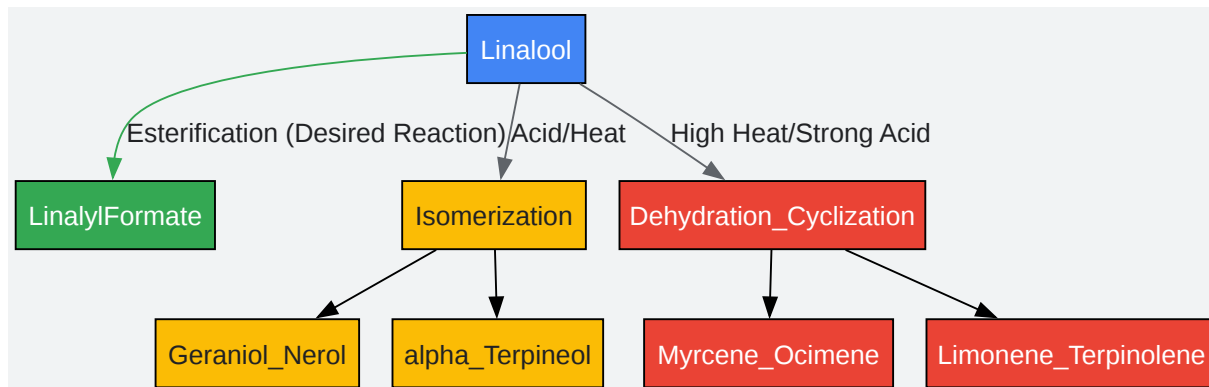 Linalool
Esterification (Desired Reaction)
Acid/Heat
High Heat/Strong Acid
LinalylFormate
Isomerization
Dehydration_Cyclization
Geraniol_Nerol
alpha_Terpineol
Myrcene_Ocimene
Limonene_Terpinolene